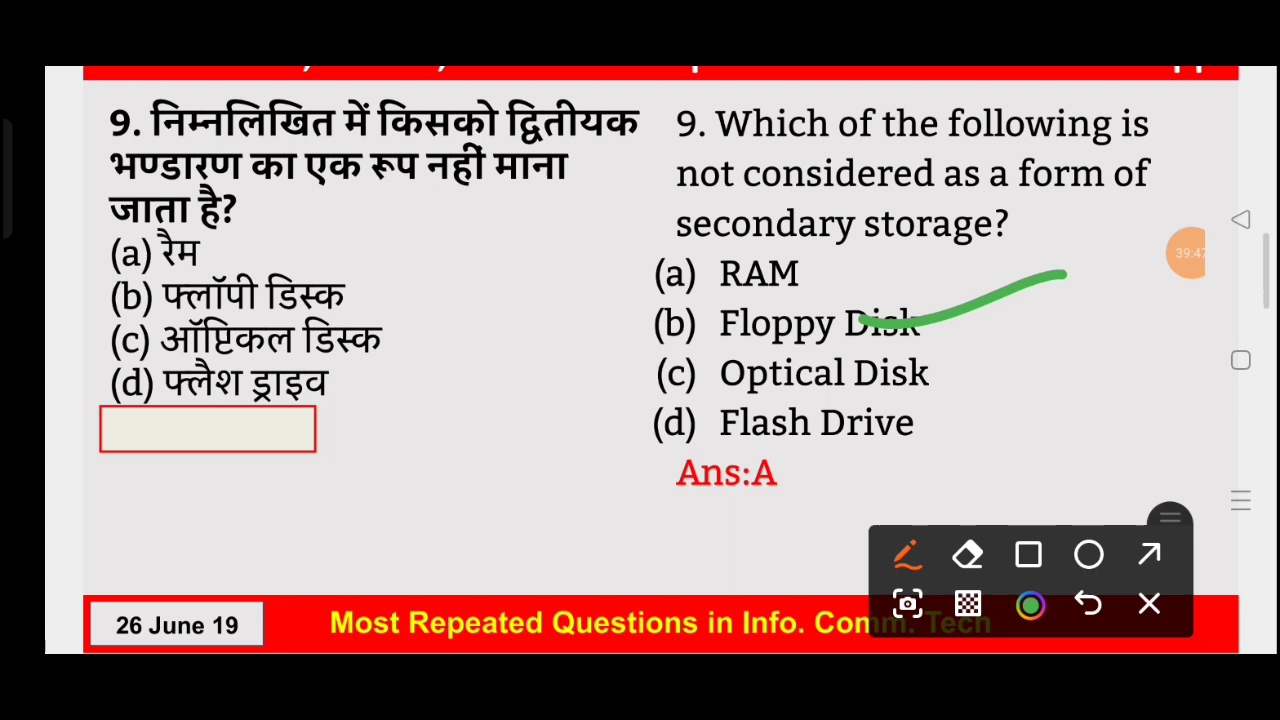 9. निम्नलिखित में किसको द्वितीयक
भण्डारण का एक रूप नहीं माना
जाता है?
(a) रैम
(b) फ्लॉपी डिस्क
(c) ऑप्टिकल डिस्क
(d) फ्लैश ड्राइव
9. Which of the following is
not considered as a form of
secondary storage?
(a) RAM
(b) Floppy Disk
(c) Optical Disk
(d) Flash Drive
Ans:A
39:47
26 June 19
Most Repeated Questions in Info. Comm. Tech